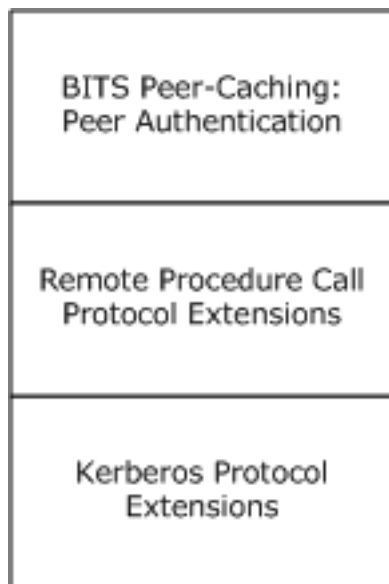 BITS Peer-Caching:
Peer Authentication
Remote Procedure Call
Protocol Extensions
Kerberos Protocol
Extensions